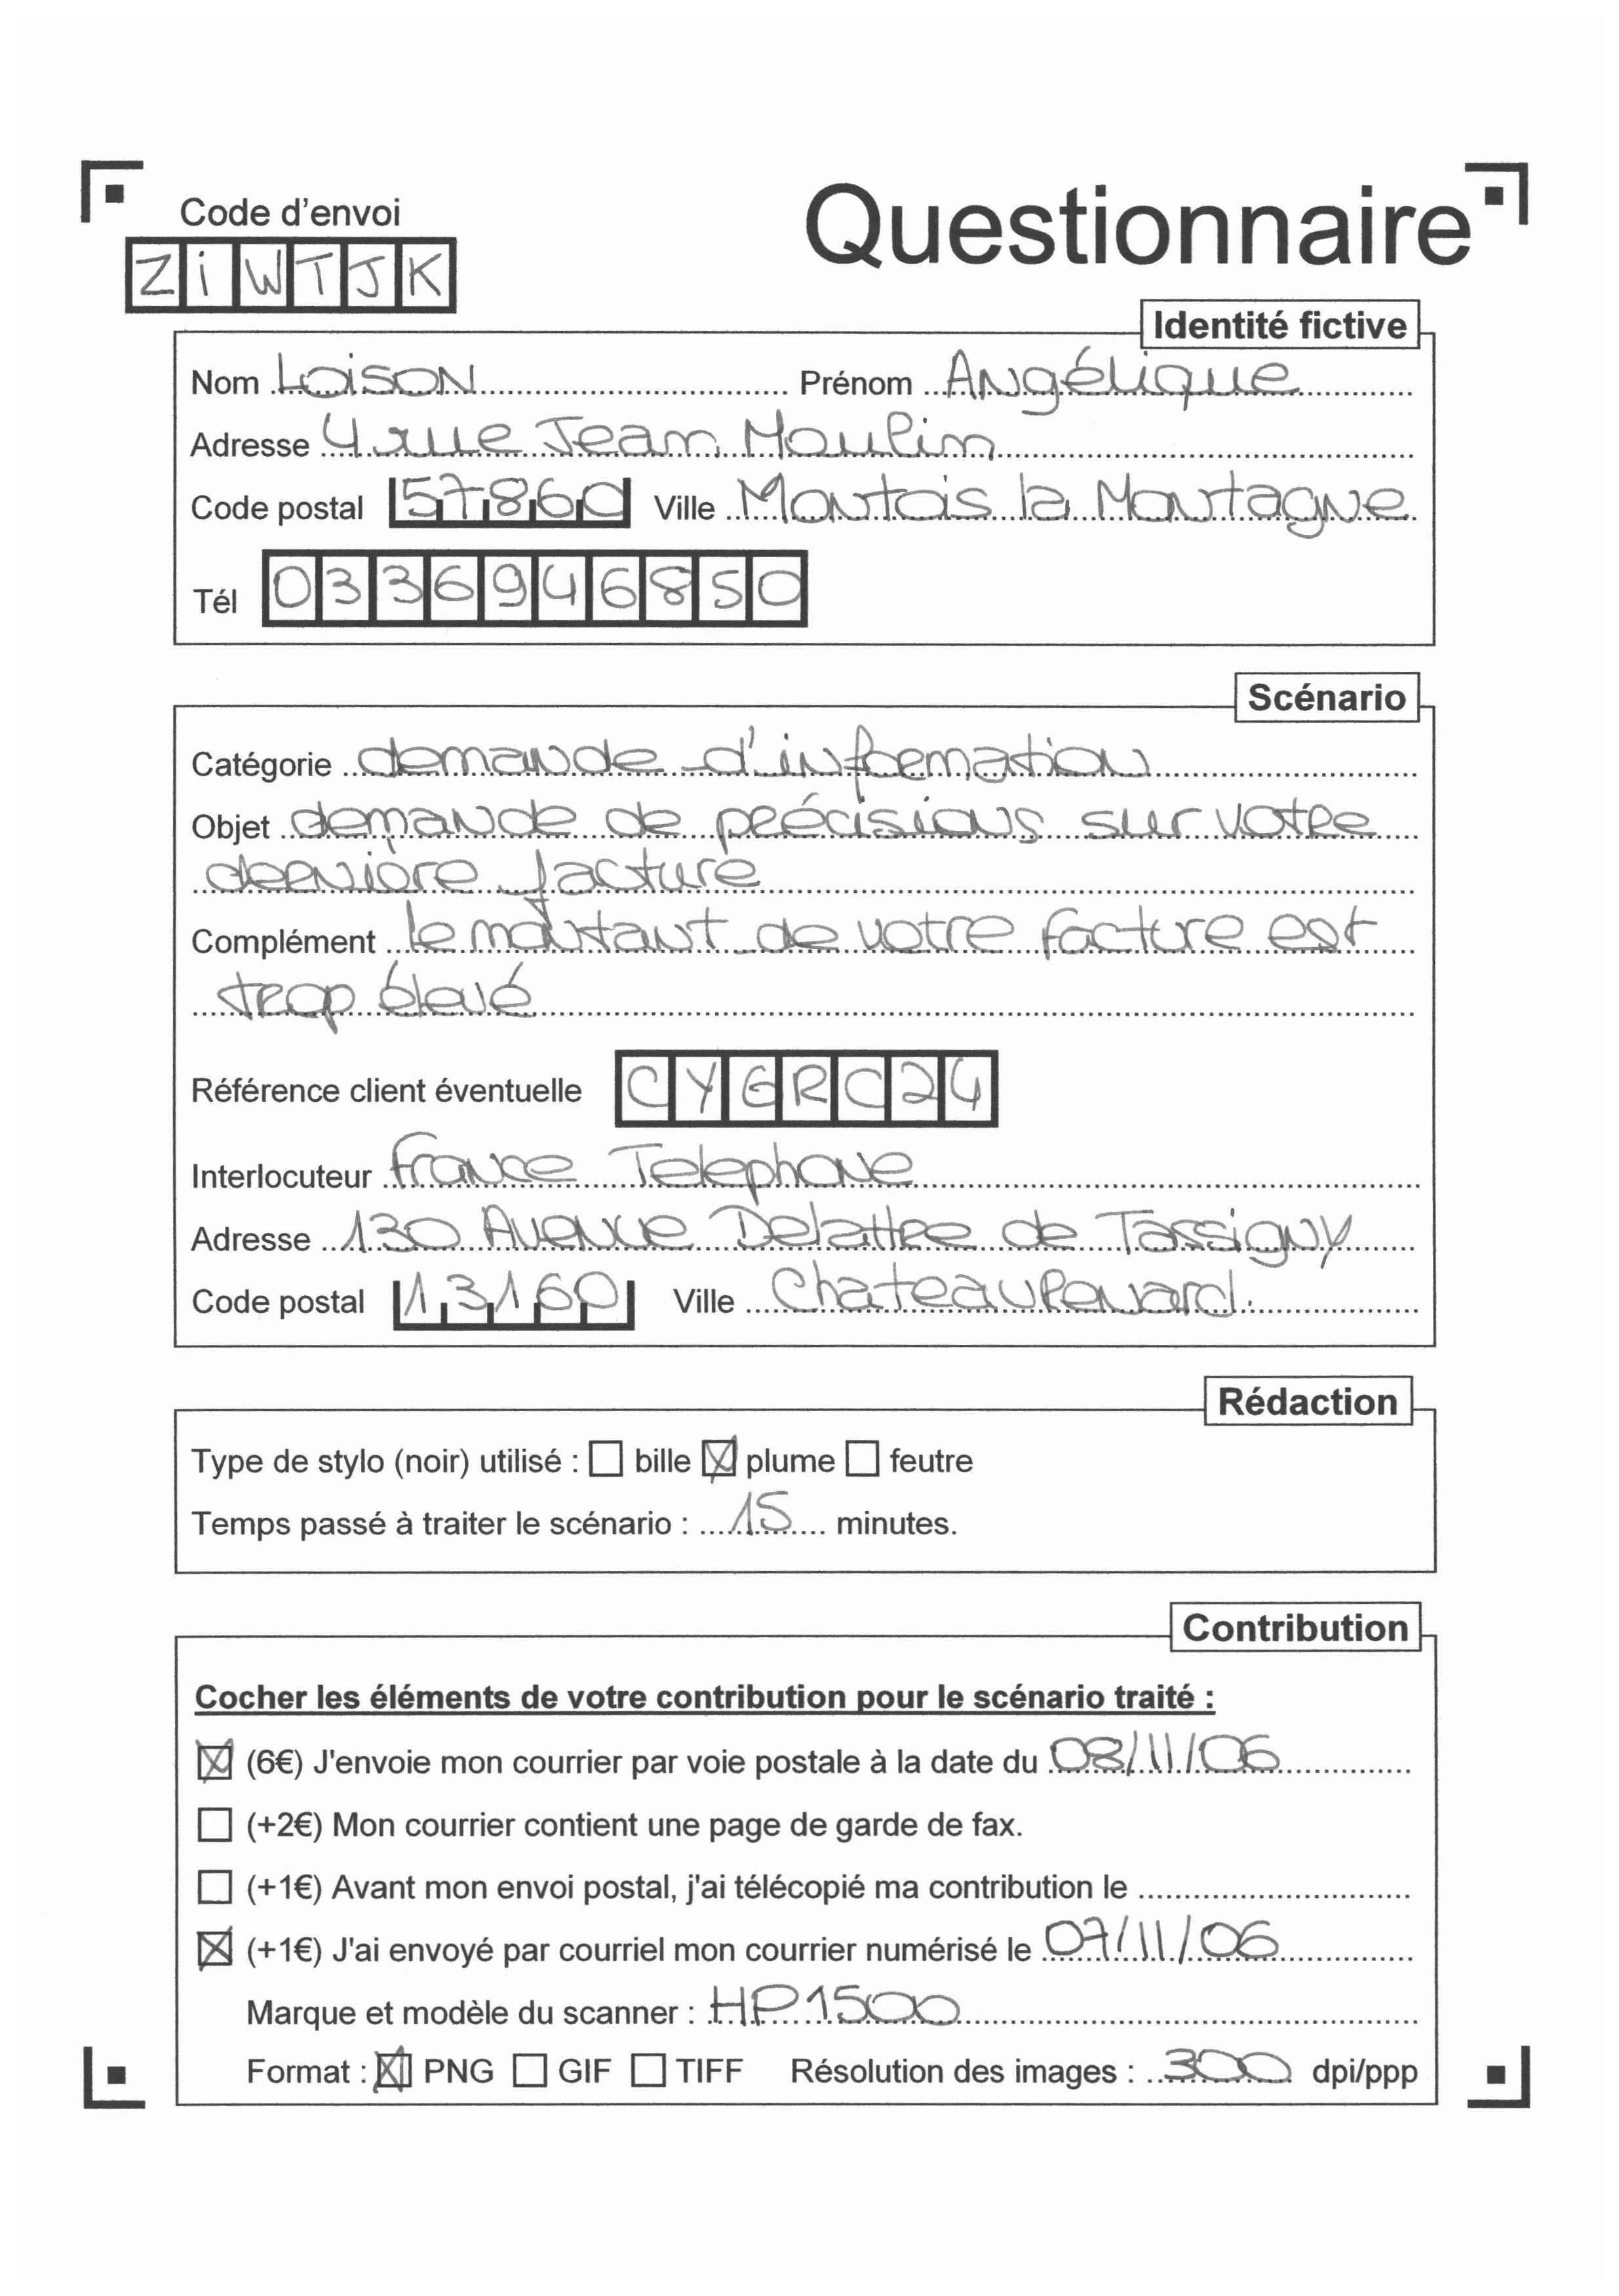 Code d'envoi
Questionnaire
ZiWTJK
Identité fictive
Nom Loison Prénom Angélique
Adresse 4 rue Jean Moulin
Code postal 57860 Ville Montois la Montagne
Tél 0336946850
Scénario
Catégorie demande d'information
Objet demande de précisions sur votre
dernière facture
Complément le montant de votre facture est
trop élevé
Référence client éventuelle CYGRC24
Interlocuteur France Telephone
Adresse 130 Avenue Delattre de Tassigny
Code postal 13160 Ville ChateauRenard.
Rédaction
Type de stylo (noir) utilisé : ☐ bille ☒ plume ☐ feutre
Temps passé à traiter le scénario : 15 minutes.
Contribution
Cocher les éléments de votre contribution pour le scénario traité :
☒ (6€) J'envoie mon courrier par voie postale à la date du 08/11/06
☐ (+2€) Mon courrier contient une page de garde de fax.
☐ (+1€) Avant mon envoi postal, j'ai télécopié ma contribution le
☒ (+1€) J'ai envoyé par courriel mon courrier numérisé le 07/11/06
Marque et modèle du scanner : HP1500
Format : ☒ PNG ☐ GIF ☐ TIFF Résolution des images : 300 dpi/ppp